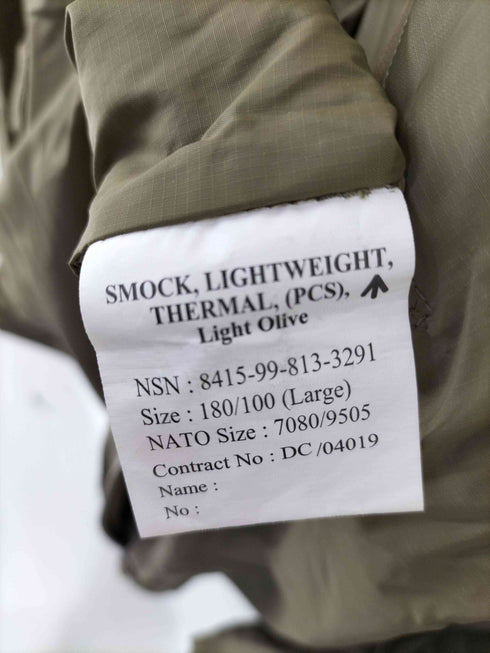 SMOCK, LIGHTWEIGHT,
THERMAL, (PCS),
Light Olive
NSN : 8415-99-813-3291
Size : 180/100 (Large)
NATO Size : 7080/9505
Contract No : DC /04019
Name :
No :